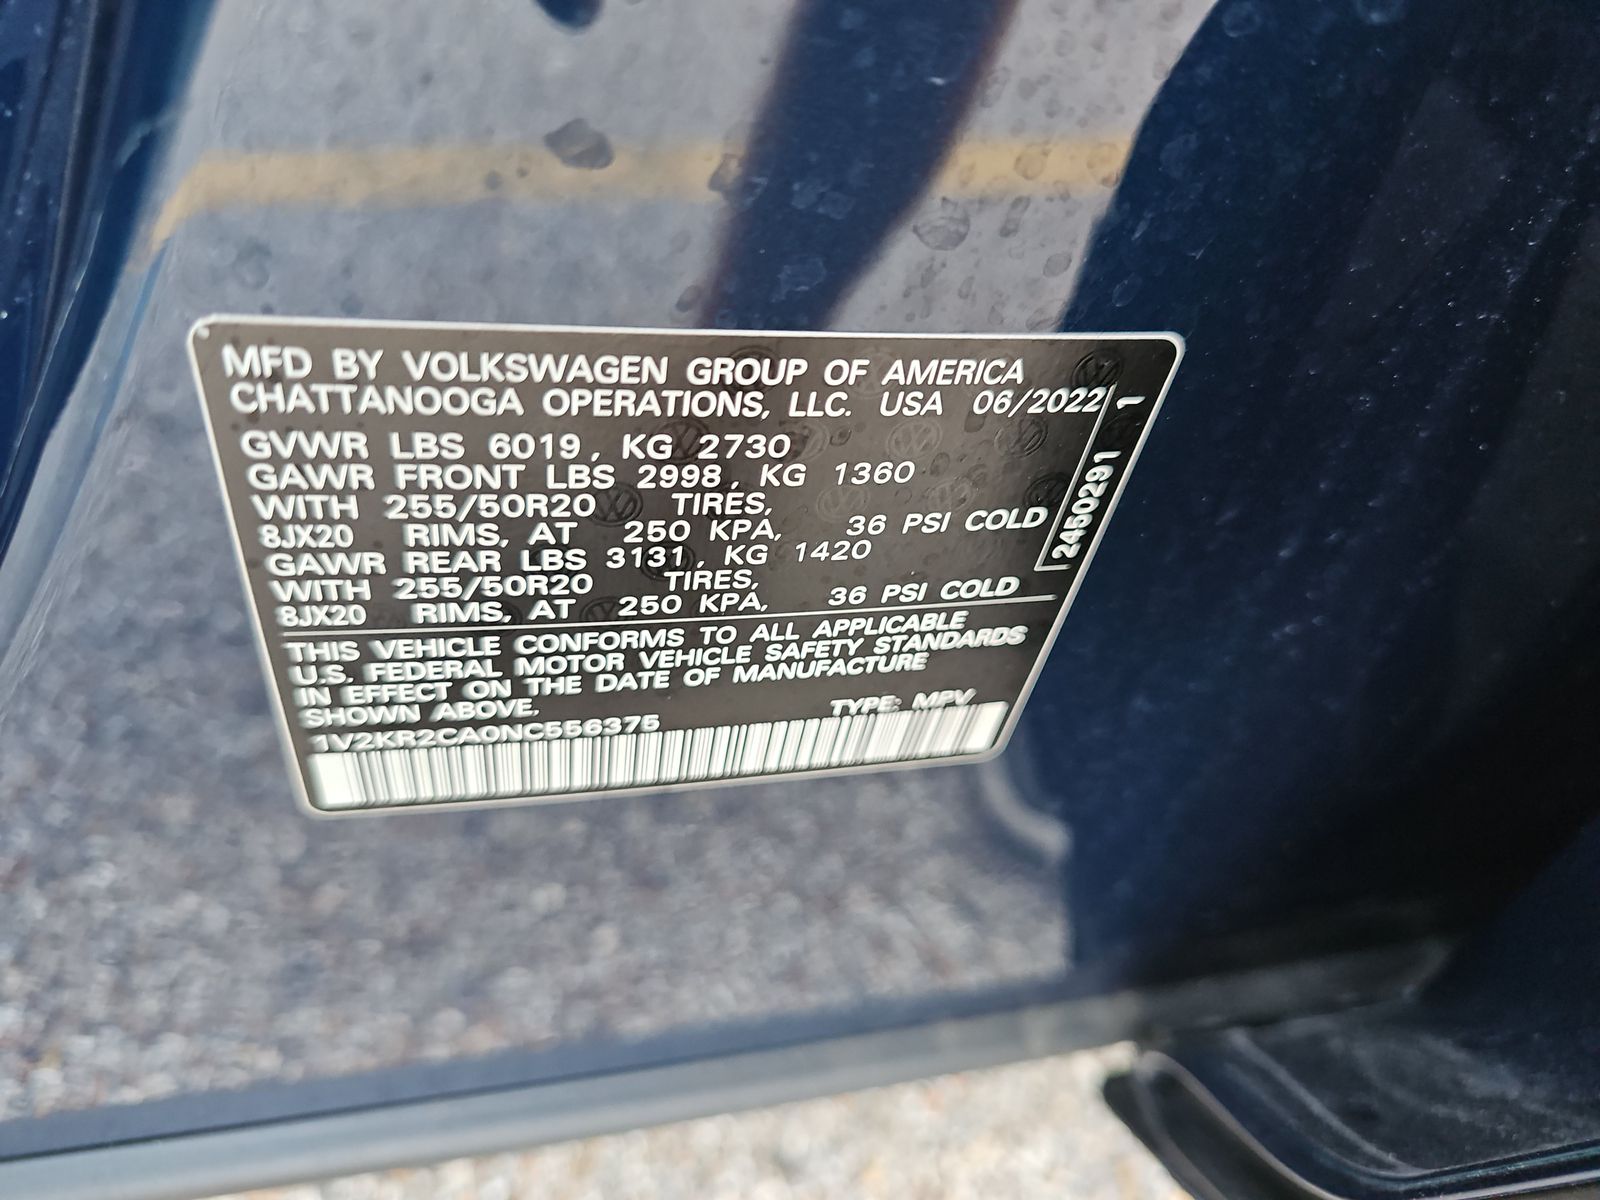 MFD BY VOLKSWAGEN GROUP OF AMERICA
CHATTANOOGA OPERATIONS, LLC. USA 06/2022
GVWR LBS 6019, KG 2730
GAWR FRONT LBS 2998, KG 1360
WITH 255/50R20 TIRES,
8JX20 RIMS, AT 250 KPA, 36 PSI COLD
GAWR REAR LBS 3131, KG 1420
WITH 255/50R20 TIRES,
8JX20 RIMS, AT 250 KPA, 36 PSI COLD
THIS VEHICLE CONFORMS TO ALL APPLICABLE
U.S. FEDERAL MOTOR VEHICLE SAFETY STANDARDS
IN EFFECT ON THE DATE OF MANUFACTURE
SHOWN ABOVE.
1V2KR2CA0NC556375 TYPE: MPV
2450291 1